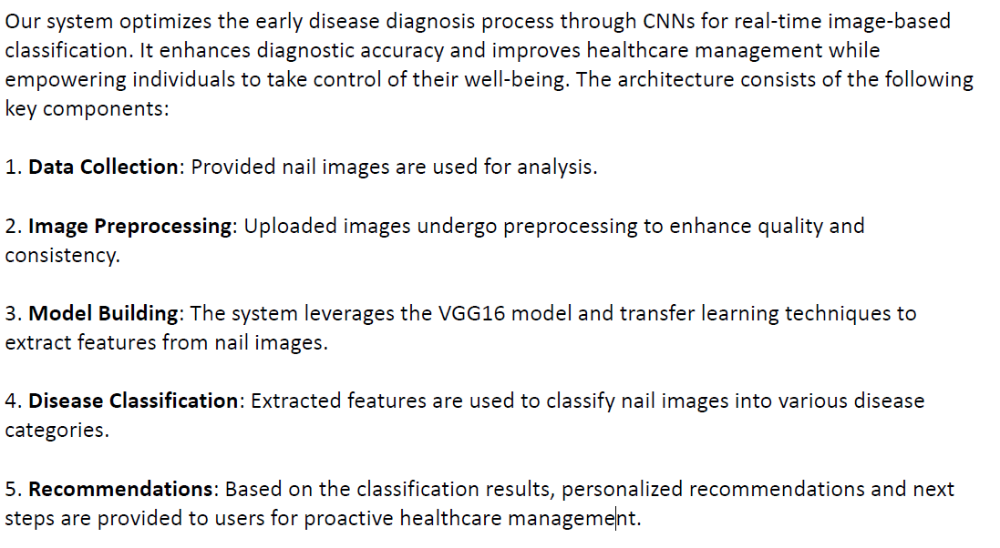 Our system optimizes the early disease diagnosis process through CNNs for real-time image-based
classification. It enhances diagnostic accuracy and improves healthcare management while
empowering individuals to take control of their well-being. The architecture consists of the following
key components:
1. Data Collection: Provided nail images are used for analysis.
2. Image Preprocessing: Uploaded images undergo preprocessing to enhance quality and
consistency.
3. Model Building: The system leverages the VGG16 model and transfer learning techniques to
extract features from nail images.
4. Disease Classification: Extracted features are used to classify nail images into various disease
categories.
5. Recommendations: Based on the classification results, personalized recommendations and next
steps are provided to users for proactive healthcare management.